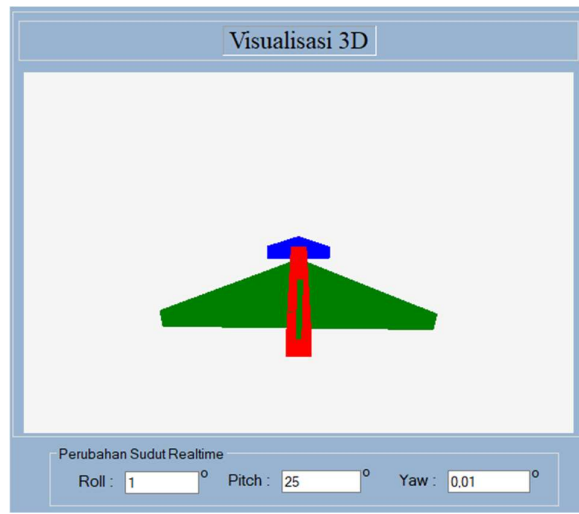 Visualisasi 3D
Perubahan Sudut Realtime
Roll : 1 o Pitch : 25 o Yaw : 0,01 o